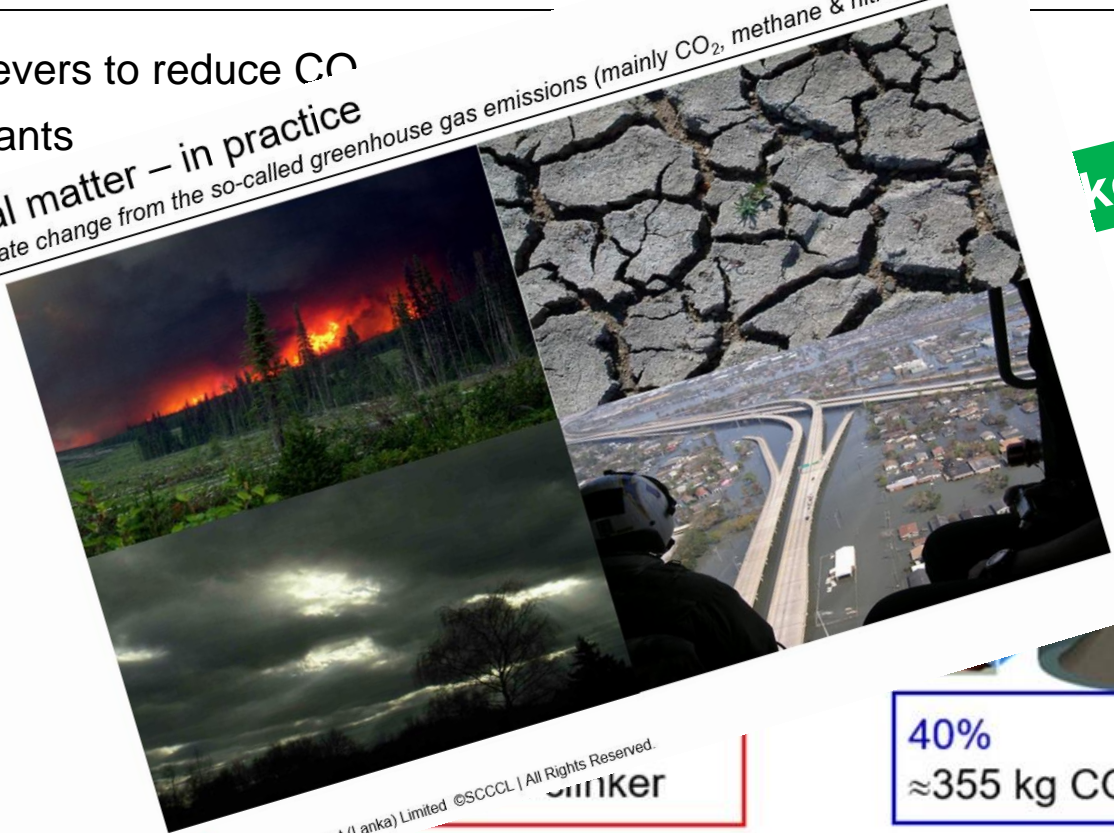 evers to reduce CO
ants
al matter – in practice
ate change from the so-called greenhouse gas emissions (mainly CO₂, methane &
(Lanka) Limited ©SCCCL | All Rights Reserved.
clinker
40%
≈355 kg CO